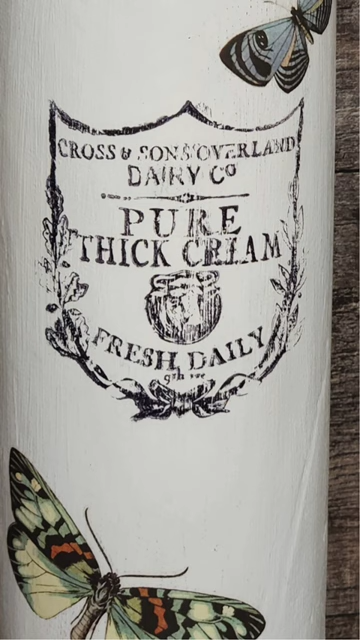 CROSS & SONS OVERLAND
DAIRY Co
PURE
THICK CREAM
FRESH DAILY